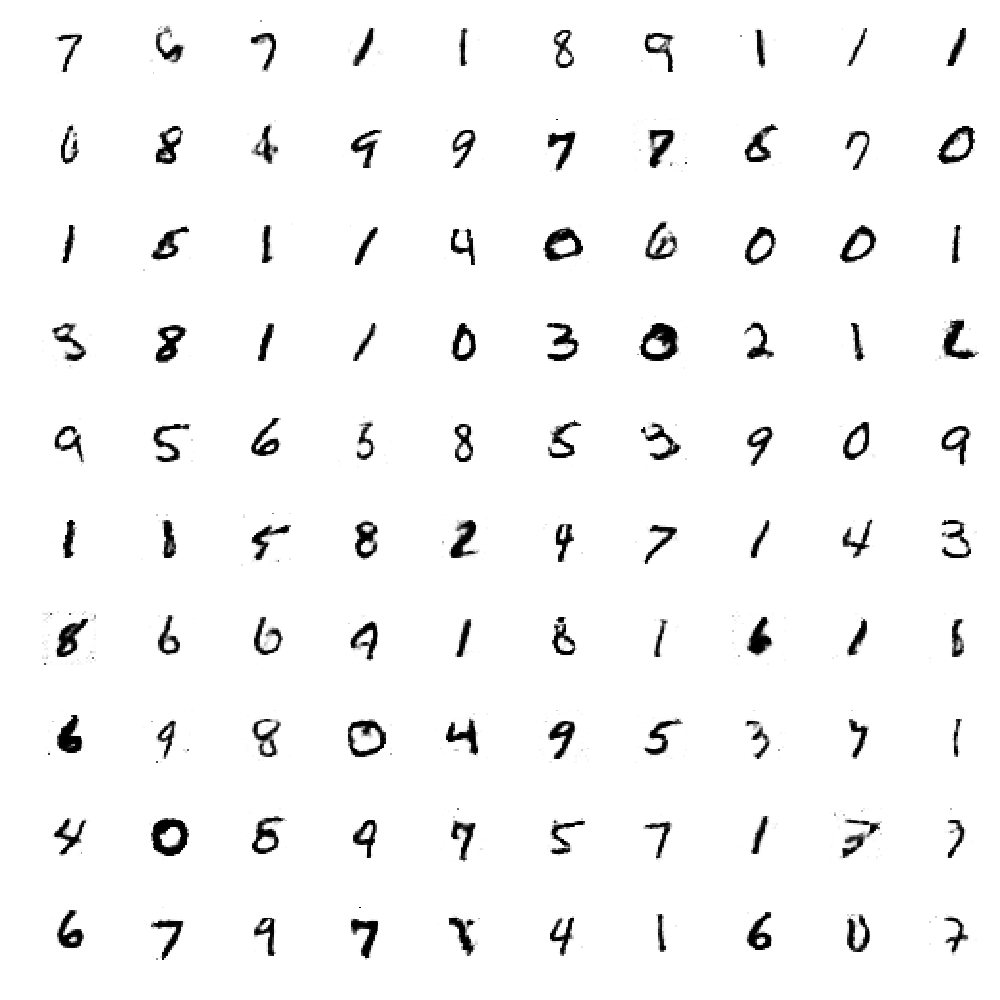 7 6 7 1 1 8 9 1 1 1
0 8 4 9 9 7 7 6 7 0
1 5 1 1 4 0 6 0 0 1
3 8 1 1 0 3 0 2 1 2
9 5 6 5 8 5 3 9 0 9
1 1 5 8 2 4 7 1 4 3
8 6 6 9 1 8 1 6 1 1
6 9 8 0 4 9 5 3 7 1
4 0 5 9 7 5 7 1 7
6 7 9 7 4 1 6 0 7